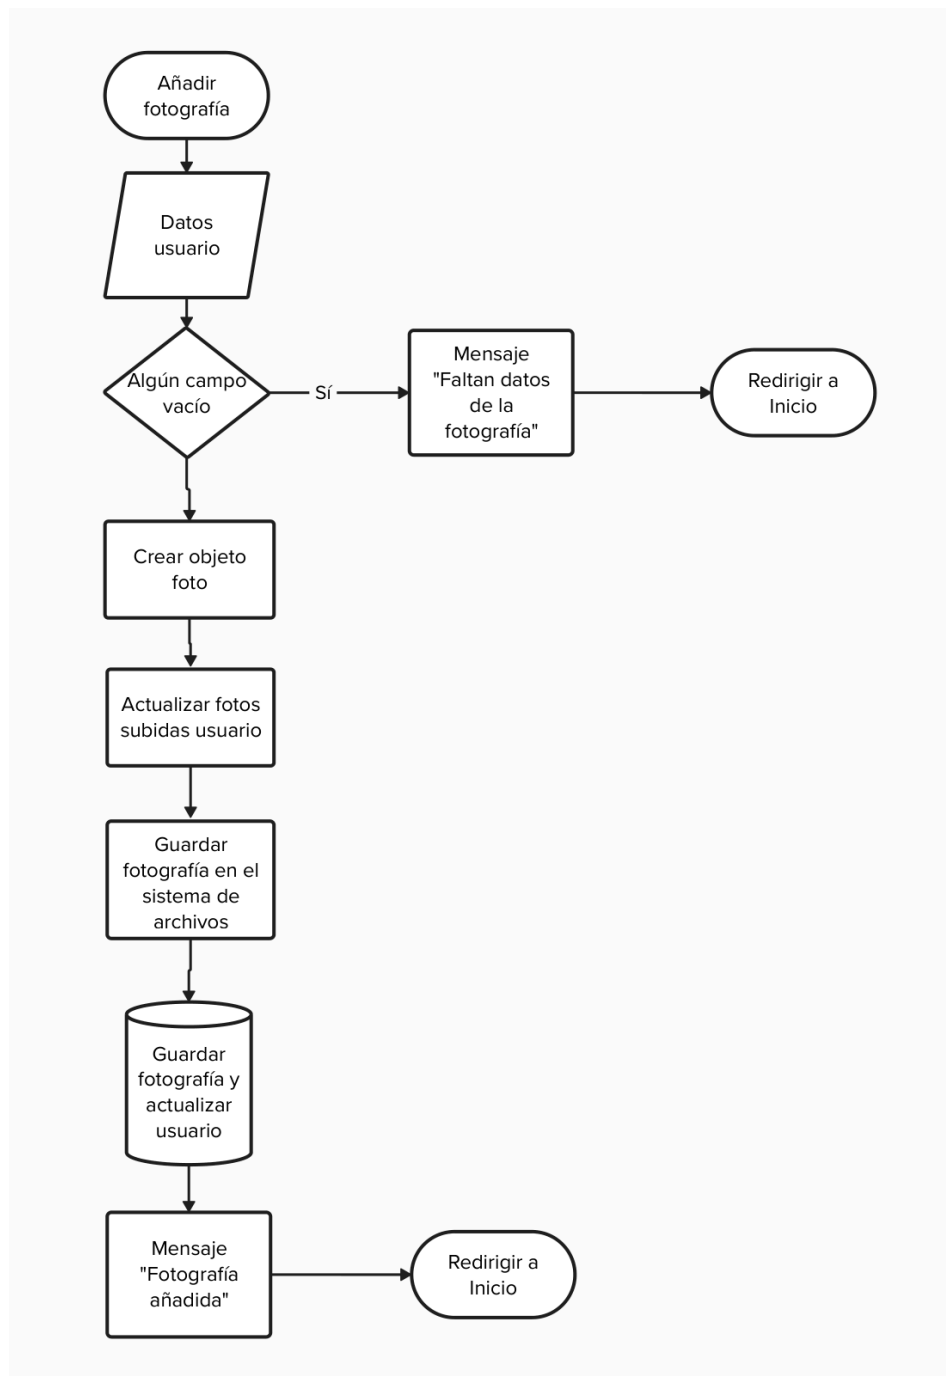 Añadir
fotografía
Datos
usuario
Algún campo
vacío
Sí
Mensaje
"Faltan datos
de la
fotografía"
Redirigir a
Inicio
Crear objeto
foto
Actualizar fotos
subidas usuario
Guardar
fotografía en el
sistema de
archivos
Guardar
fotografía y
actualizar
usuario
Mensaje
"Fotografía
añadida"
Redirigir a
Inicio